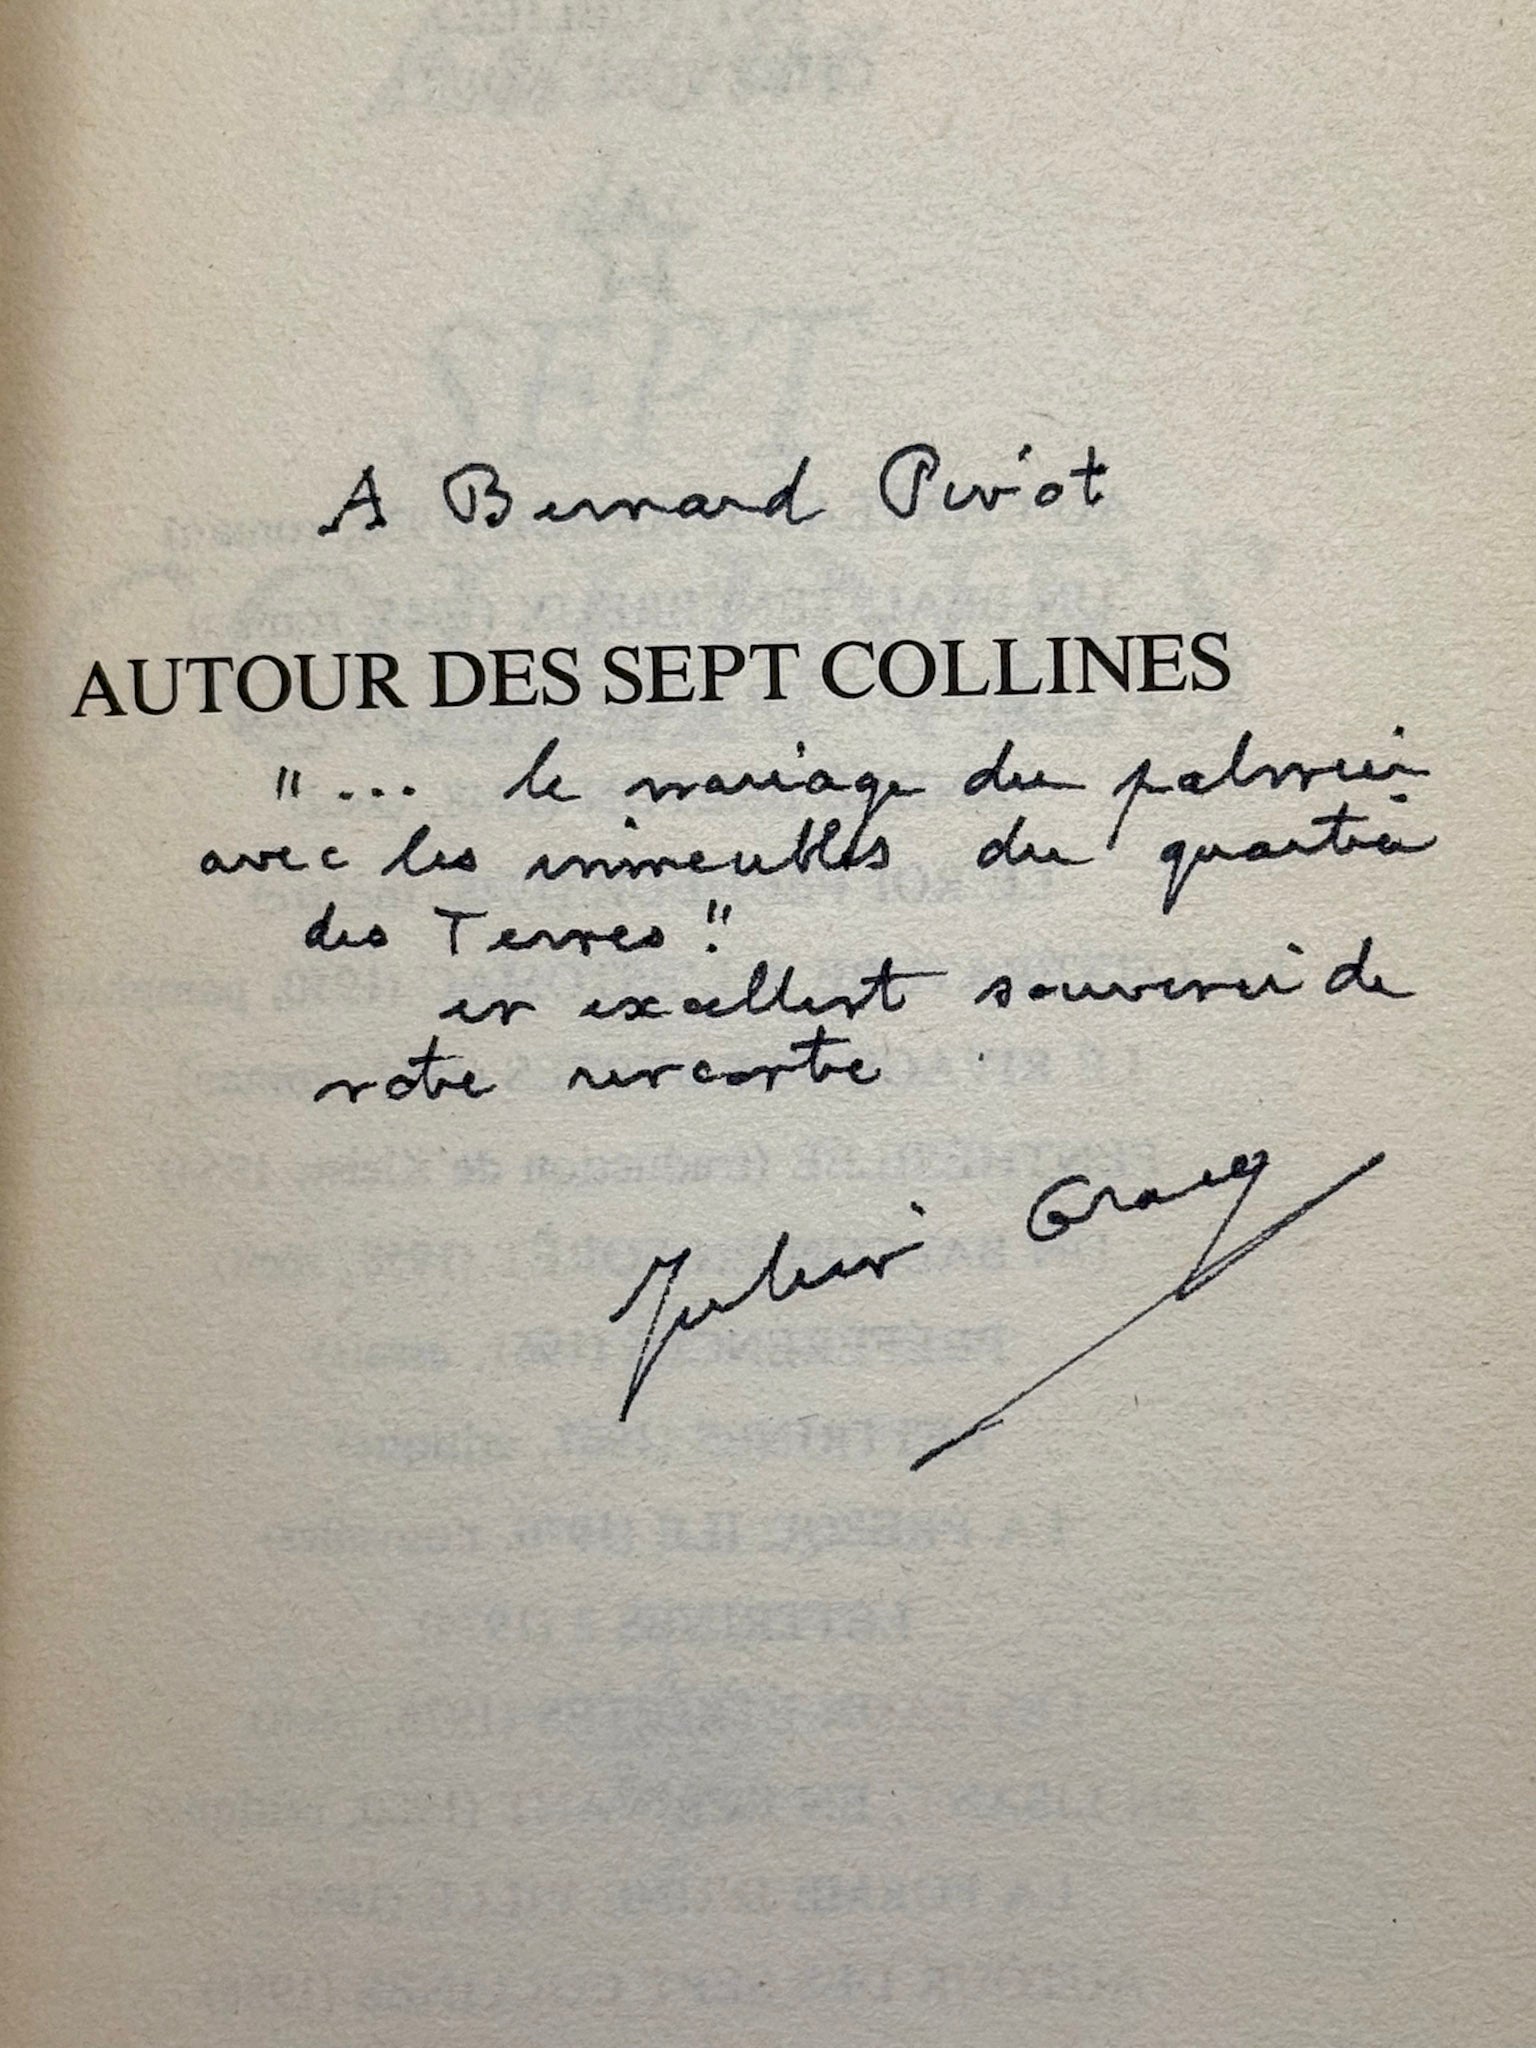 A Bernard Pivot
AUTOUR DES SEPT COLLINES
"... le mariage du palmier
avec les immeubles du quartier
des Ternes"
en excellent souvenir de
notre rencontre
Julien Gracq